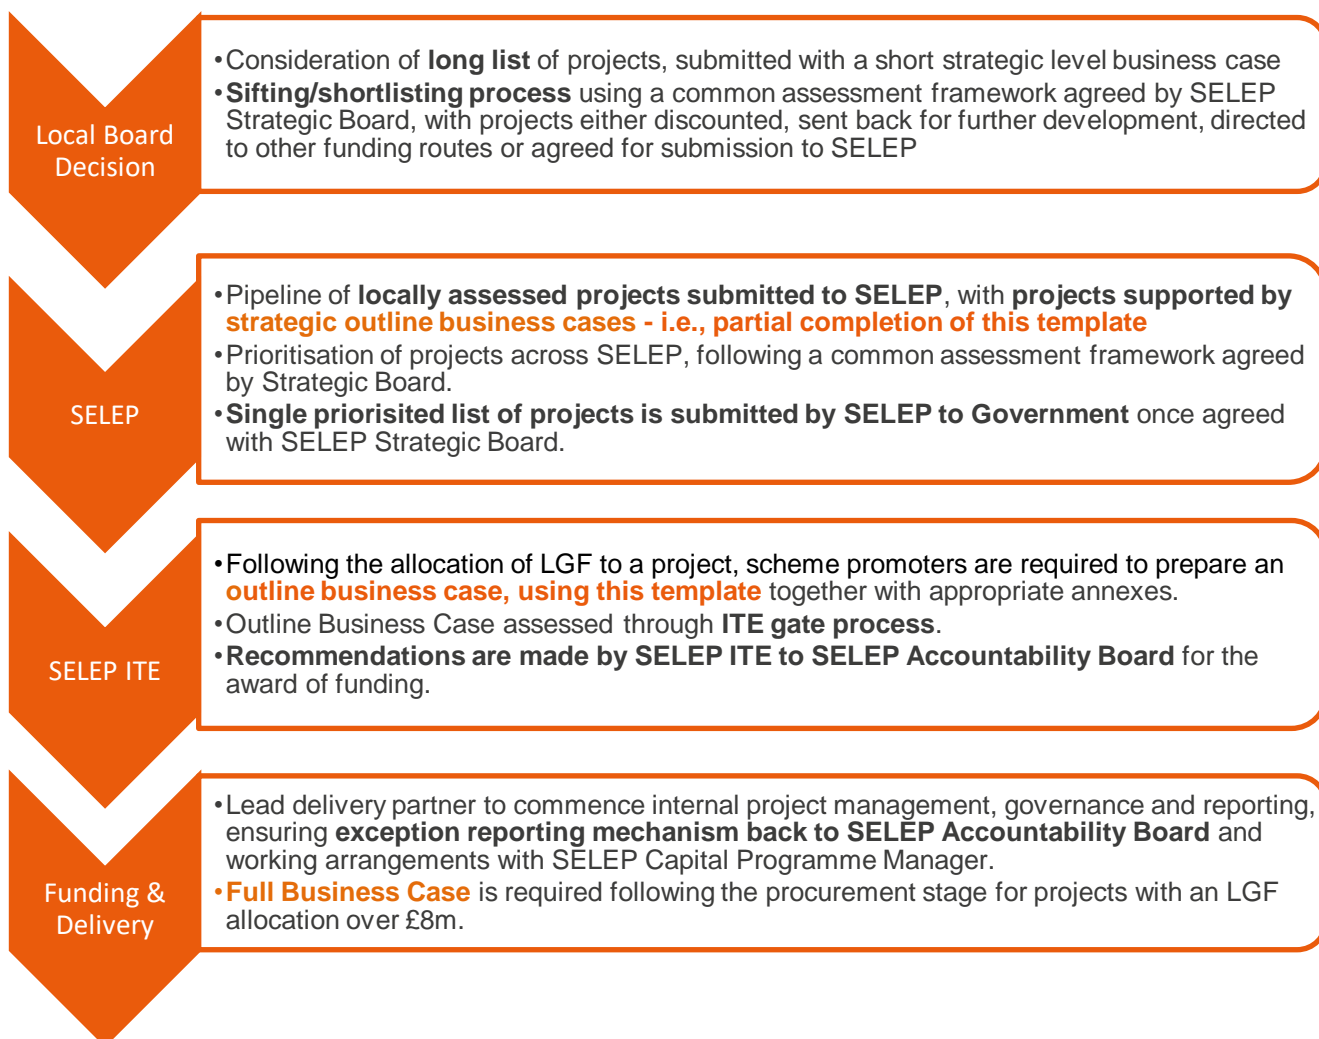 Local Board
Decision
•Consideration of long list of projects, submitted with a short strategic level business case
•Sifting/shortlisting process using a common assessment framework agreed by SELEP
Strategic Board, with projects either discounted, sent back for further development, directed
to other funding routes or agreed for submission to SELEP
SELEP
•Pipeline of locally assessed projects submitted to SELEP, with projects supported by
strategic outline business cases - i.e., partial completion of this template
•Prioritisation of projects across SELEP, following a common assessment framework agreed
by Strategic Board.
•Single priorisited list of projects is submitted by SELEP to Government once agreed
with SELEP Strategic Board.
SELEP ITE
•Following the allocation of LGF to a project, scheme promoters are required to prepare an
outline business case, using this template together with appropriate annexes.
•Outline Business Case assessed through ITE gate process.
•Recommendations are made by SELEP ITE to SELEP Accountability Board for the
award of funding.
Funding &
Delivery
•Lead delivery partner to commence internal project management, governance and reporting,
ensuring exception reporting mechanism back to SELEP Accountability Board and
working arrangements with SELEP Capital Programme Manager.
•Full Business Case is required following the procurement stage for projects with an LGF
allocation over £8m.